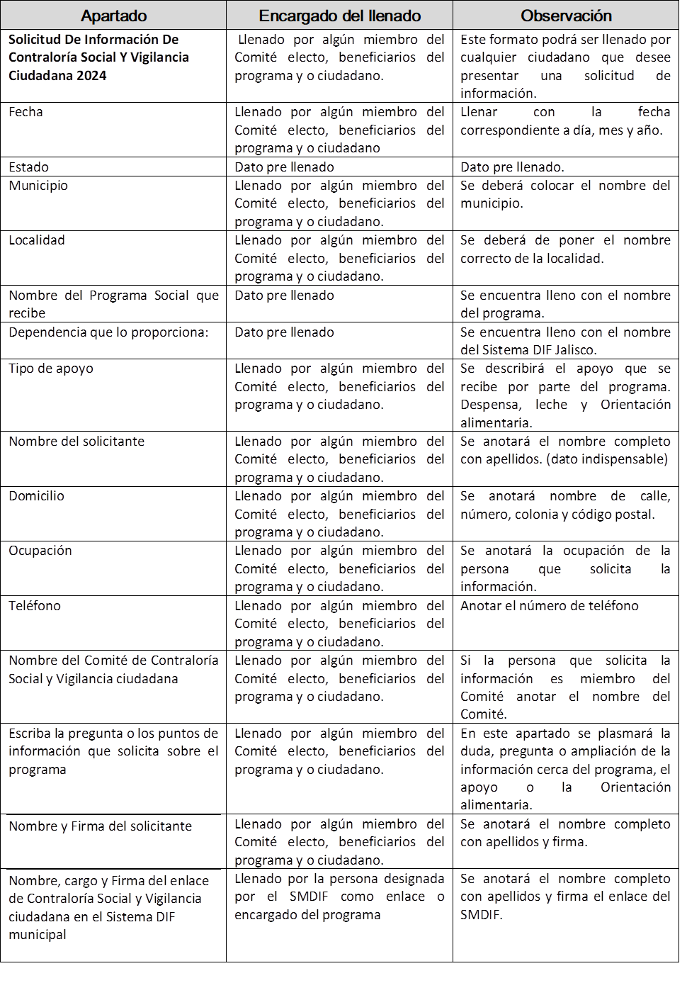 Apartado
Encargado del llenado
Observación
Solicitud De Información De
Contraloría Social Y Vigilancia
Ciudadana 2024
Llenado por algún miembro del
Comité electo, beneficiarios del
programa y o ciudadano.
Este formato podrá ser llenado por
cualquier ciudadano que desee
presentar una solicitud de
información.
Fecha
Llenado por algún miembro del
Comité electo, beneficiarios del
programa y o ciudadano
Llenar con la fecha
correspondiente a día, mes y año.
Estado
Dato pre llenado
Dato pre llenado.
Municipio
Llenado por algún miembro del
Comité electo, beneficiarios del
programa y o ciudadano.
Se deberá colocar el nombre del
municipio.
Localidad
Llenado por algún miembro del
Comité electo, beneficiarios del
programa y o ciudadano.
Se deberá de poner el nombre
correcto de la localidad.
Nombre del Programa Social que
recibe
Dato pre llenado
Se encuentra lleno con el nombre
del programa.
Dependencia que lo proporciona:
Dato pre llenado
Se encuentra lleno con el nombre
del Sistema DIF Jalisco.
Tipo de apoyo
Llenado por algún miembro del
Comité electo, beneficiarios del
programa y o ciudadano.
Se describirá el apoyo que se
recibe por parte del programa.
Despensa, leche y Orientación
alimentaria.
Nombre del solicitante
Llenado por algún miembro del
Comité electo, beneficiarios del
programa y o ciudadano.
Se anotará el nombre completo
con apellidos. (dato indispensable)
Domicilio
Llenado por algún miembro del
Comité electo, beneficiarios del
programa y o ciudadano.
Se anotará nombre de calle,
número, colonia y código postal.
Ocupación
Llenado por algún miembro del
Comité electo, beneficiarios del
programa y o ciudadano.
Se anotará la ocupación de la
persona que solicita la
información.
Teléfono
Llenado por algún miembro del
Comité electo, beneficiarios del
programa y o ciudadano.
Anotar el número de teléfono
Nombre del Comité de Contraloría
Social y Vigilancia ciudadana
Llenado por algún miembro del
Comité electo, beneficiarios del
programa y o ciudadano.
Si la persona que solicita la
información es miembro del
Comité anotar el nombre del
Comité.
Escriba la pregunta o los puntos de
información que solicita sobre el
programa
Llenado por algún miembro del
Comité electo, beneficiarios del
programa y o ciudadano.
En este apartado se plasmará la
duda, pregunta o ampliación de la
información cerca del programa, el
apoyo o la Orientación
alimentaria.
Nombre y Firma del solicitante
Llenado por algún miembro del
Comité electo, beneficiarios del
programa y o ciudadano.
Se anotará el nombre completo
con apellidos y firma.
Nombre, cargo y Firma del enlace
de Contraloría Social y Vigilancia
ciudadana en el Sistema DIF
municipal
Llenado por la persona designada
por el SMDIF como enlace o
encargado del programa
Se anotará el nombre completo
con apellidos y firma el enlace del
SMDIF.